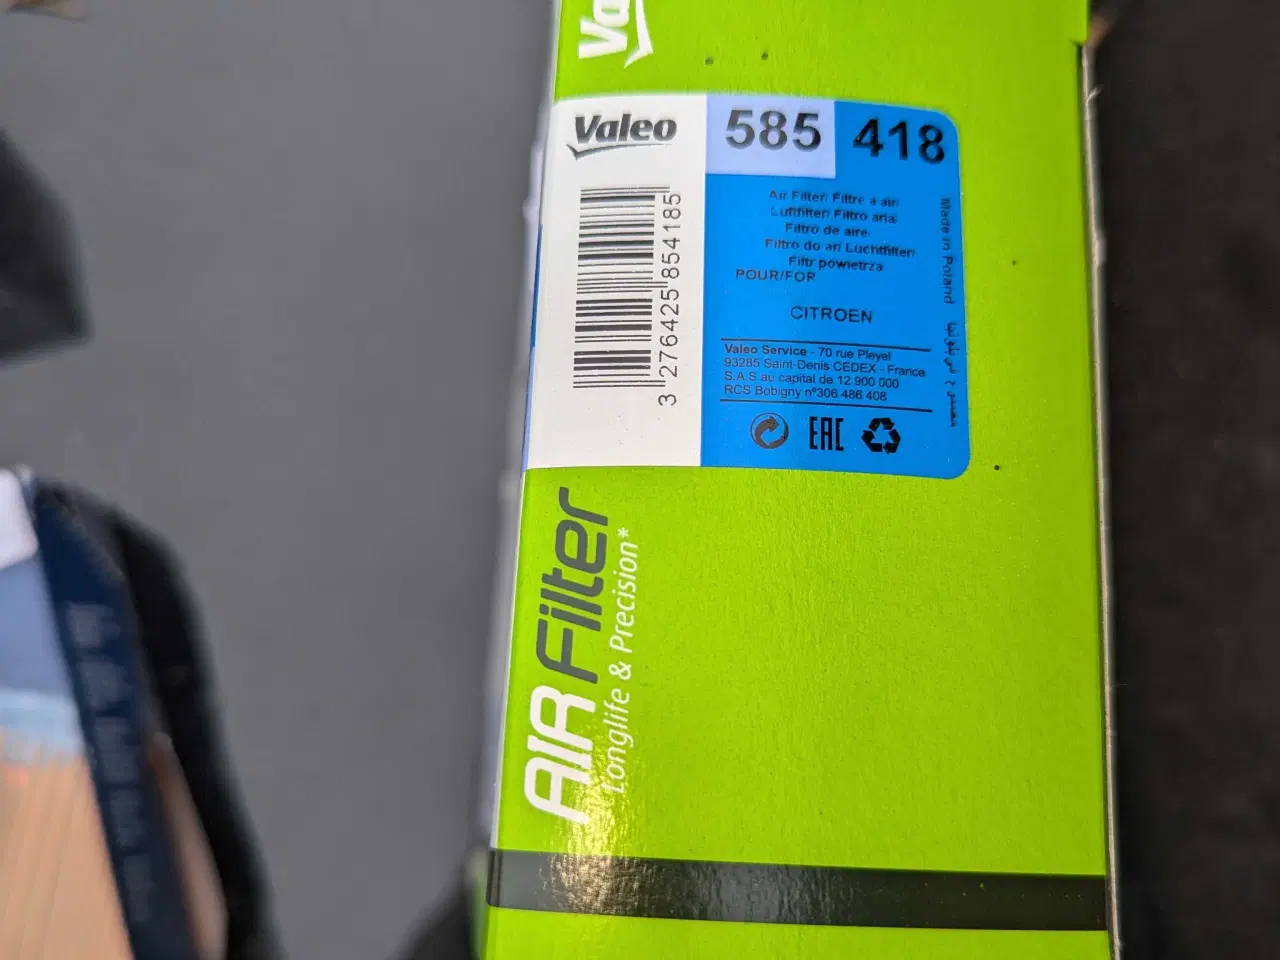 Va
Valeo
585 418
3 276425 854185
Air Filter/ Filtre à air/
Luftfilter/ Filtro aria/
Filtro de aire-
Filtro do ar/ Luchtfilter/
Filtr powietrza
POUR/FOR
CITROEN
Valeo Service - 70 rue Pleyel
93285 Saint-Denis CEDEX - France
S.A.S au capital de 12 900 000
RCS Bobigny n°306 486 408
EAC
Made in Poland
AIR Filter
Longlife & Precision*